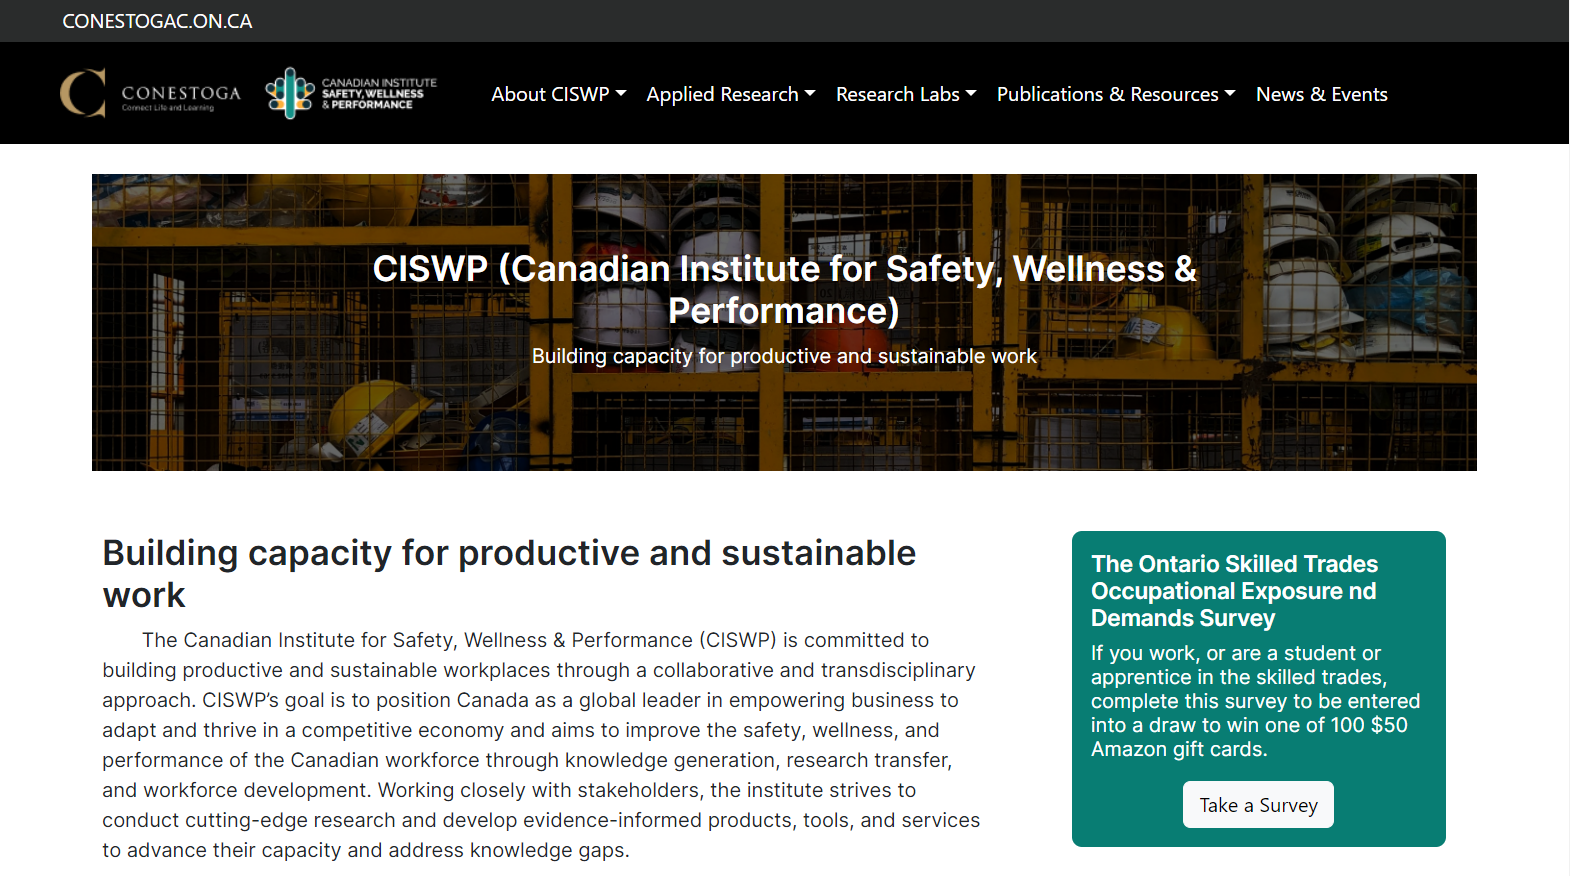 CONESTOGAC.ON.CA
CONESTOGA
Connect Life and Learning
CANADIAN INSTITUTE
SAFETY, WELLNESS
& PERFORMANCE
About CISWP
Applied Research
Research Labs
Publications & Resources
News & Events
CISWP (Canadian Institute for Safety, Wellness &
Performance)
Building capacity for productive and sustainable work
Building capacity for productive and sustainable
work
The Canadian Institute for Safety, Wellness & Performance (CISWP) is committed to
building productive and sustainable workplaces through a collaborative and transdisciplinary
approach. CISWP’s goal is to position Canada as a global leader in empowering business to
adapt and thrive in a competitive economy and aims to improve the safety, wellness, and
performance of the Canadian workforce through knowledge generation, research transfer,
and workforce development. Working closely with stakeholders, the institute strives to
conduct cutting-edge research and develop evidence-informed products, tools, and services
to advance their capacity and address knowledge gaps.
The Ontario Skilled Trades
Occupational Exposure nd
Demands Survey
If you work, or are a student or
apprentice in the skilled trades,
complete this survey to be entered
into a draw to win one of 100 $50
Amazon gift cards.
Take a Survey